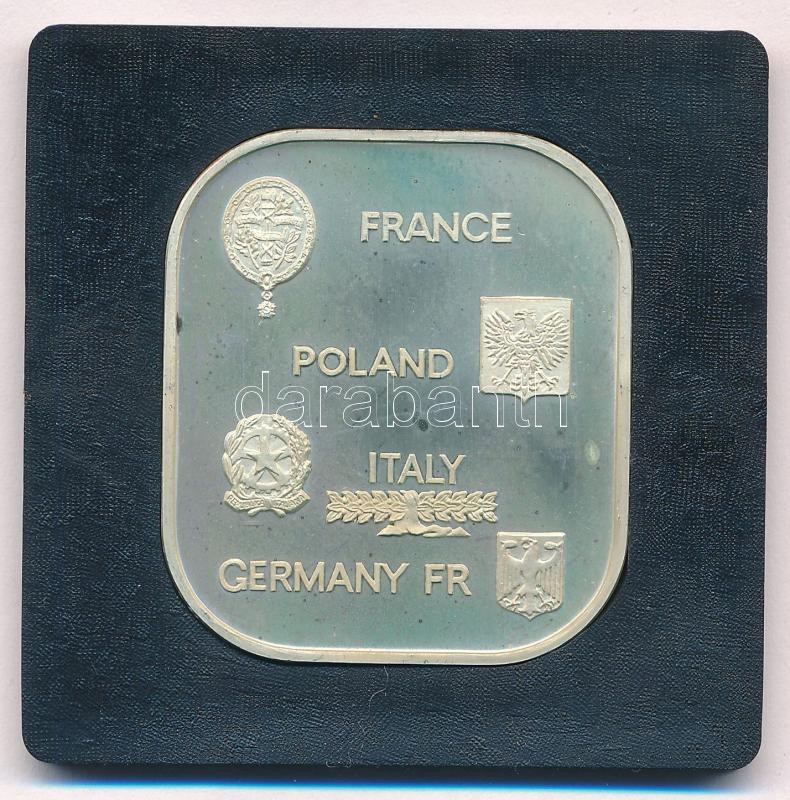 FRANCE
POLAND
darabanth
ITALY
GERMANY FR